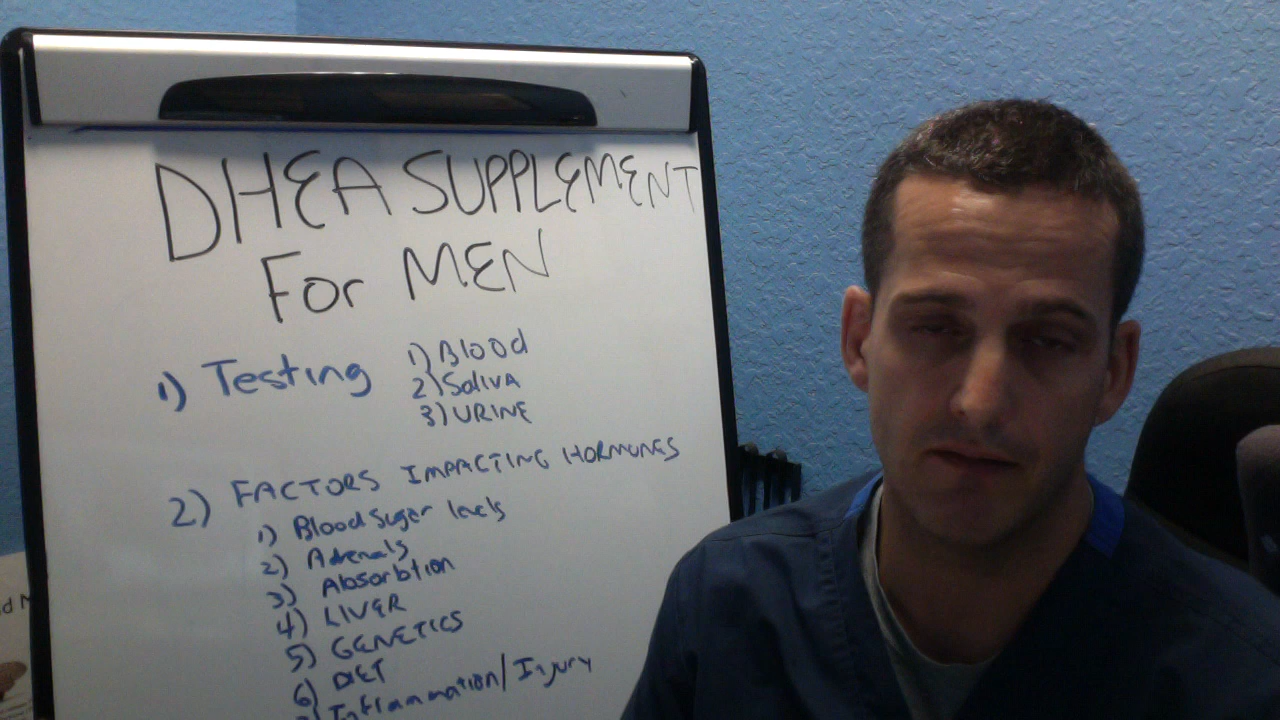 DHEA SUPPLEMENT
For MEN
1) Testing 1) Blood
2) Saliva
3) URINE
2) FACTORS IMPACTING HORMONES
1) Blood Suger levels
2) Adrenals
3) Absorbtion
4) LIVER
5) GENETICS
6) DIET
Inflammation/Injury